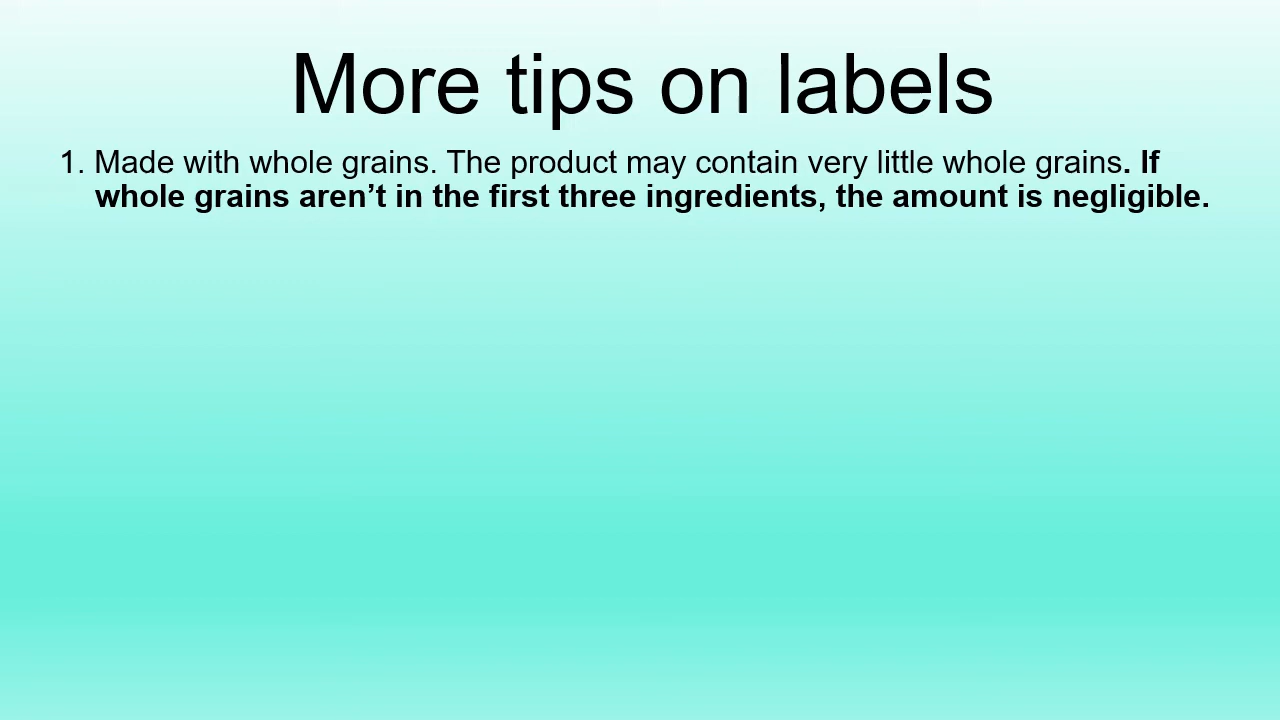 More tips on labels
1. Made with whole grains. The product may contain very little whole grains. If
whole grains aren’t in the first three ingredients, the amount is negligible.